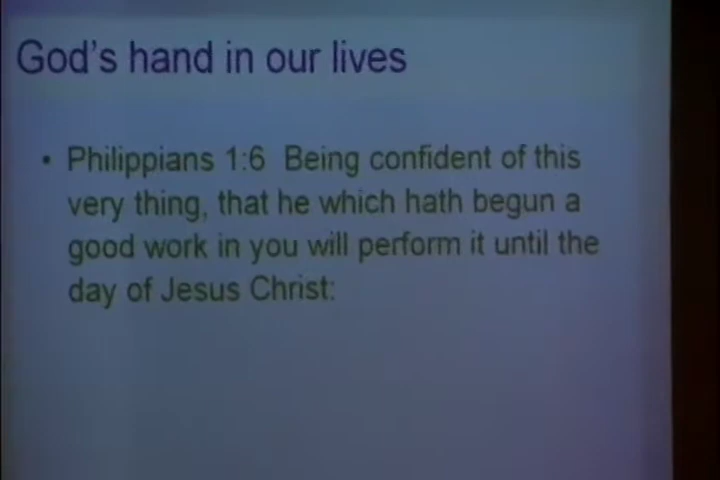 God's hand in our lives
• Philippians 1:6  Being confident of this
very thing, that he which hath begun a
good work in you will perform it until the
day of Jesus Christ: